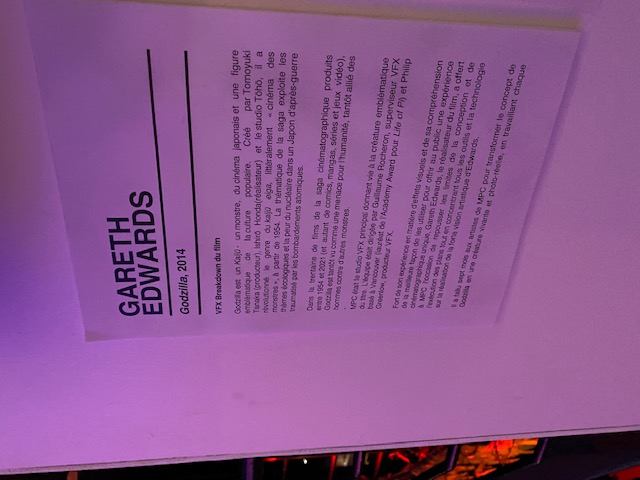 GARETH
EDWARDS
Godzilla, 2014
VFX Breakdown du film
Godzilla est un Kaijū - un monstre, du cinéma japonais et une figure
emblématique de la culture populaire. Créé par Tomoyuki
Tanaka (producteur), Ishirō Honda(réalisateur) et le studio Tōhō, il a
révolutionné le genre du kaijū eiga, littéralement « cinéma des
monstres », à partir de 1954. La thématique de la saga exploite les
thèmes écologiques et la peur du nucléaire dans un Japon d'après-guerre
traumatisé par les bombardements atomiques.
Dans la trentaine de films de la saga cinématographique produits
entre 1954 et 2021 (et autant de comics, mangas, séries et jeux vidéo),
Godzilla est tantôt vu comme une menace pour l'humanité, tantôt allié des
hommes contre d'autres monstres.
MPC était le studio VFX principal donnant vie à la créature emblématique
du titre. L'équipe était dirigée par Guillaume Rocheron, superviseur VFX
basé à Vancouver (lauréat de l'Academy Award pour Life of Pi) et Philip
Greenlow, producteur VFX.
Fort de son expérience en matière d'effets visuels et de sa compréhension
de la meilleure façon de les utiliser pour offrir au public une expérience
cinématographique unique, Gareth Edwards, le réalisateur du film, a offert
à MPC l'occasion de repousser les limites de la conception et de
l'exécution des plans tout en concentrant tous les outils et la technologie
sur la réalisation de la forte vision artistique d'Edwards.
Il a fallu sept mois aux artistes de MPC pour transformer le concept de
Godzilla en une créature vivante et photo-réelle, en travaillant chaque